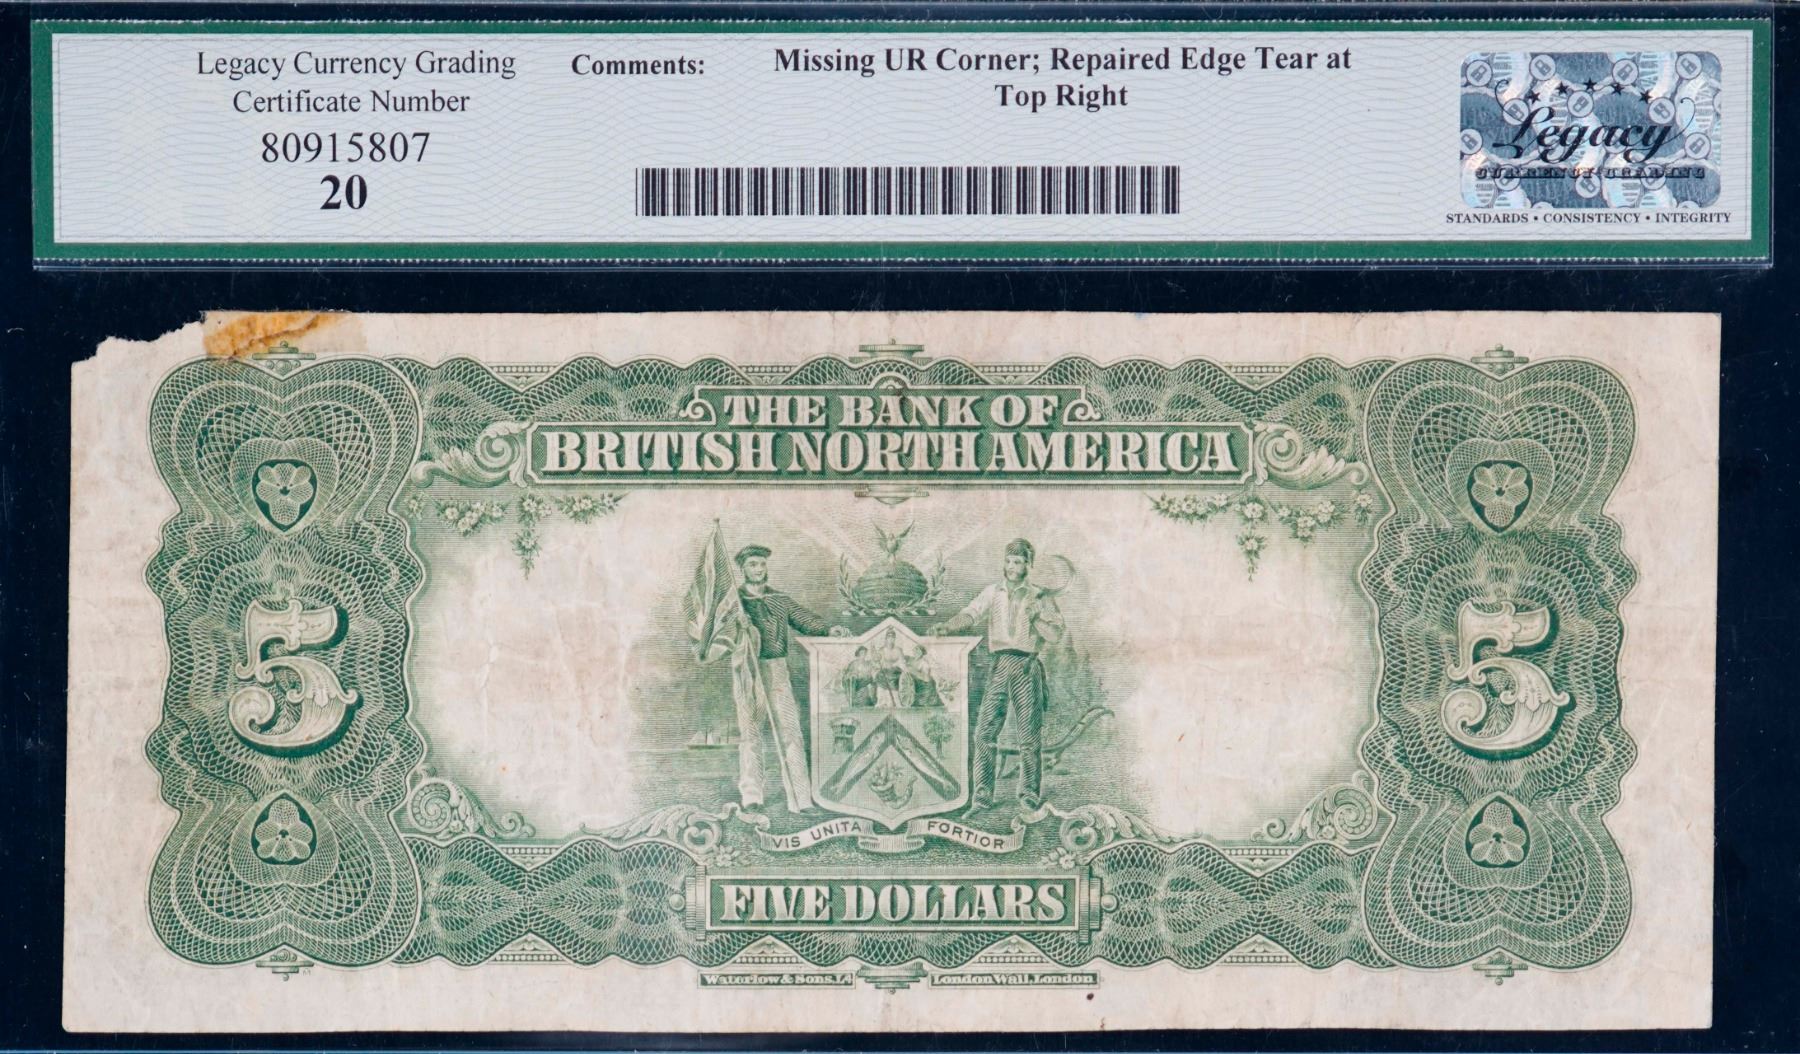 Legacy Currency Grading
Certificate Number
80915807
20
Comments:
Missing UR Corner; Repaired Edge Tear at
Top Right
Legacy
CURRENCY GRADING
STANDARDS • CONSISTENCY • INTEGRITY
THE BANK OF
BRITISH NORTH AMERICA
5
5
VIS UNITA FORTIOR
FIVE DOLLARS
Waterlow & Sons, Ld London Wall, London